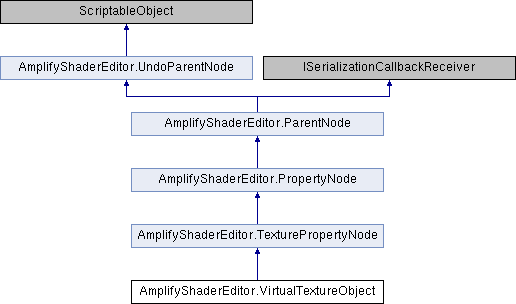 ScriptableObject
AmplifyShaderEditor.UndoParentNode
ISerializationCallbackReceiver
AmplifyShaderEditor.ParentNode
AmplifyShaderEditor.PropertyNode
AmplifyShaderEditor.TexturePropertyNode
AmplifyShaderEditor.VirtualTextureObject